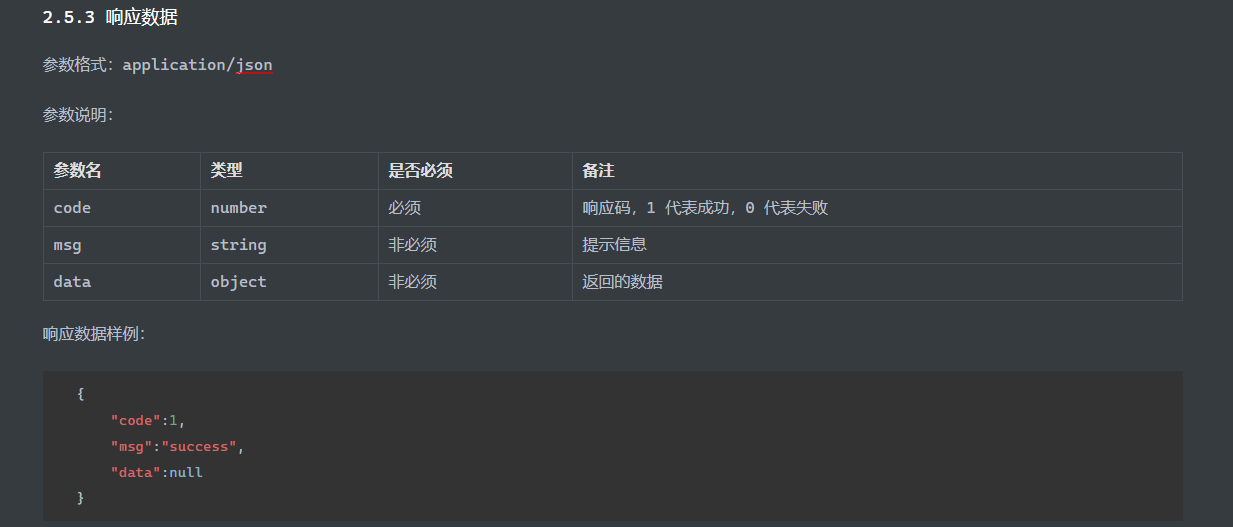 2.5.3 响应数据
参数格式：application/json
参数说明：
参数名 类型 是否必须 备注
code number 必须 响应码，1 代表成功，0 代表失败
msg string 非必须 提示信息
data object 非必须 返回的数据
响应数据样例：
{
"code":1,
"msg":"success",
"data":null
}